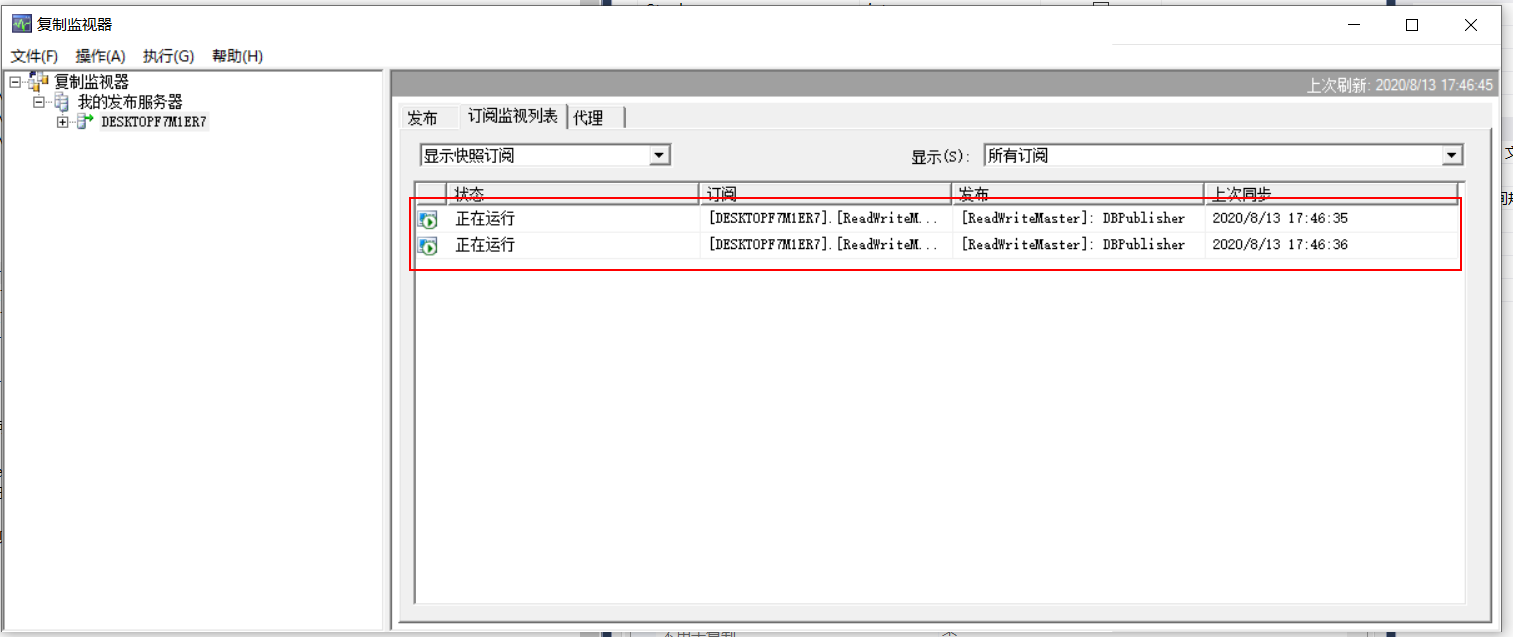 复制监视器
文件(F) 操作(A) 执行(G) 帮助(H)
复制监视器
我的发布服务器
DESKTOPF7M1ER7
上次刷新: 2020/8/13 17:46:45
发布 订阅监视列表 代理
显示快照订阅 显示(S): 所有订阅
状态 订阅 发布 上次同步
正在运行 [DESKTOPF7M1ER7].[ReadWriteM... [ReadWriteMaster]: DBPublisher 2020/8/13 17:46:35
正在运行 [DESKTOPF7M1ER7].[ReadWriteM... [ReadWriteMaster]: DBPublisher 2020/8/13 17:46:36